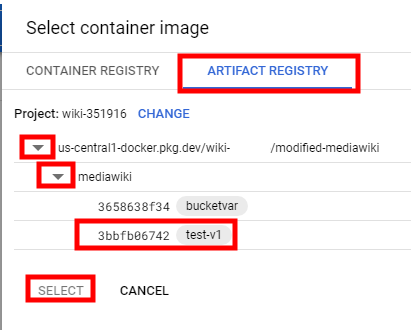 Select container image
CONTAINER REGISTRY ARTIFACT REGISTRY
Project: wiki-351916 CHANGE
us-central1-docker.pkg.dev/wiki- /modified-mediawiki
mediawiki
3658638f34 bucketvar
3bbfb06742 test-v1
SELECT CANCEL